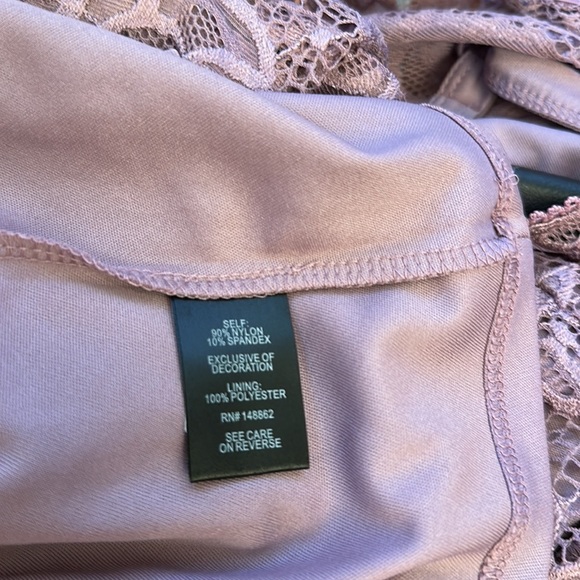 SELF:
90% NYLON
10% SPANDEX
EXCLUSIVE OF
DECORATION
LINING:
100% POLYESTER
RN# 148862
SEE CARE
ON REVERSE